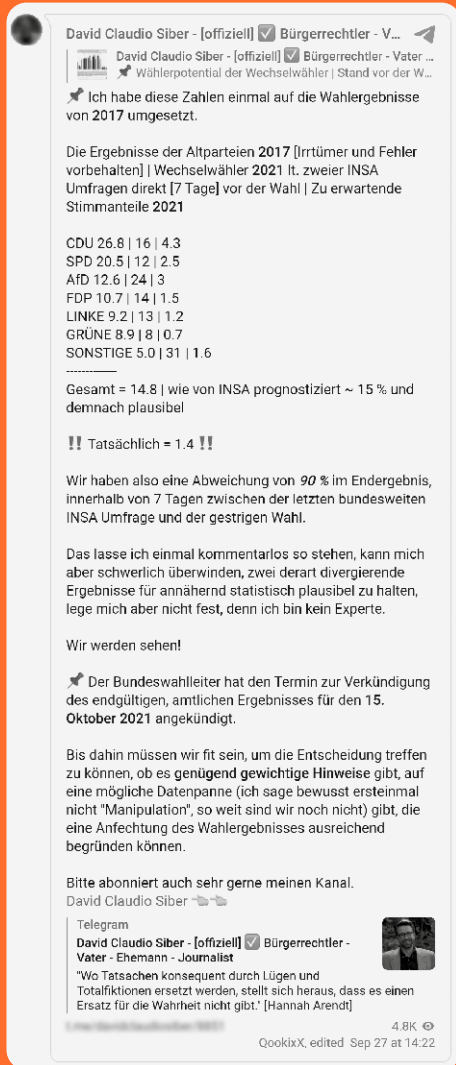 David Claudio Siber - [offiziell] ✅ Bürgerrechtler - V...
David Claudio Siber - [offiziell] ✅ Bürgerrechtler - Vater ...
📌 Wählerpotential der Wechselwähler | Stand vor der W...
📌 Ich habe diese Zahlen einmal auf die Wahlergebnisse
von 2017 umgesetzt.
Die Ergebnisse der Altparteien 2017 [Irrtümer und Fehler
vorbehalten] | Wechselwähler 2021 lt. zweier INSA
Umfragen direkt [7 Tage] vor der Wahl | Zu erwartende
Stimmanteile 2021
CDU 26.8 | 16 | 4.3
SPD 20.5 | 12 | 2.5
AfD 12.6 | 24 | 3
FDP 10.7 | 14 | 1.5
LINKE 9.2 | 13 | 1.2
GRÜNE 8.9 | 8 | 0.7
SONSTIGE 5.0 | 31 | 1.6
-----------
Gesamt = 14.8 | wie von INSA prognostiziert ~ 15 % und
demnach plausibel
‼️ Tatsächlich = 1.4 ‼️
Wir haben also eine Abweichung von 90 % im Endergebnis,
innerhalb von 7 Tagen zwischen der letzten bundesweiten
INSA Umfrage und der gestrigen Wahl.
Das lasse ich einmal kommentarlos so stehen, kann mich
aber schwerlich überwinden, zwei derart divergierende
Ergebnisse für annähernd statistisch plausibel zu halten,
lege mich aber nicht fest, denn ich bin kein Experte.
Wir werden sehen!
📌 Der Bundeswahlleiter hat den Termin zur Verkündigung
des endgültigen, amtlichen Ergebnisses für den 15.
Oktober 2021 angekündigt.
Bis dahin müssen wir fit sein, um die Entscheidung treffen
zu können, ob es genügend gewichtige Hinweise gibt, auf
eine mögliche Datenpanne (ich sage bewusst ersteinmal
nicht "Manipulation", so weit sind wir noch nicht) gibt, die
eine Anfechtung des Wahlergebnisses ausreichend
begründen können.
Bitte abonniert auch sehr gerne meinen Kanal.
David Claudio Siber 👈👈
Telegram
David Claudio Siber - [offiziell] ✅ Bürgerrechtler -
Vater - Ehemann - Journalist
"Wo Tatsachen konsequent durch Lügen und
Totalfiktionen ersetzt werden, stellt sich heraus, dass es einen
Ersatz für die Wahrheit nicht gibt." [Hannah Arendt]
4.8K
QookixX, edited Sep 27 at 14:22